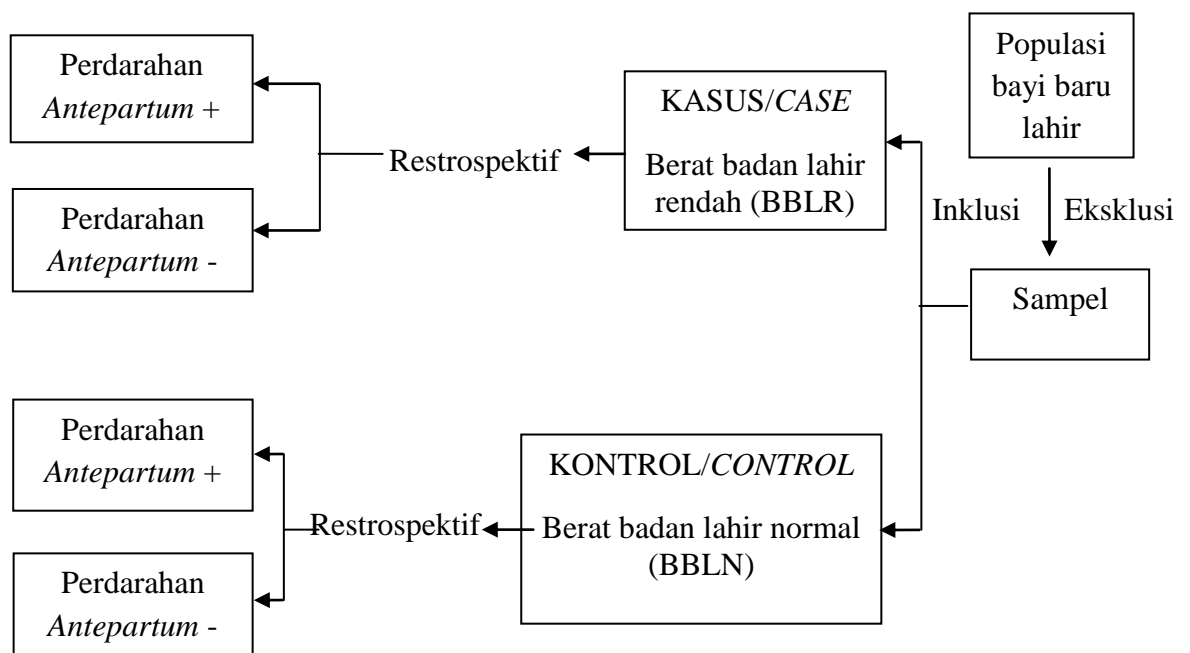 Perdarahan
Antepartum +
Perdarahan
Antepartum -
Restrospektif
KASUS/CASE
Berat badan lahir
rendah (BBLR)
Populasi
bayi baru
lahir
Inklusi
Eksklusi
Sampel
Perdarahan
Antepartum +
Perdarahan
Antepartum -
Restrospektif
KONTROL/CONTROL
Berat badan lahir normal
(BBLN)